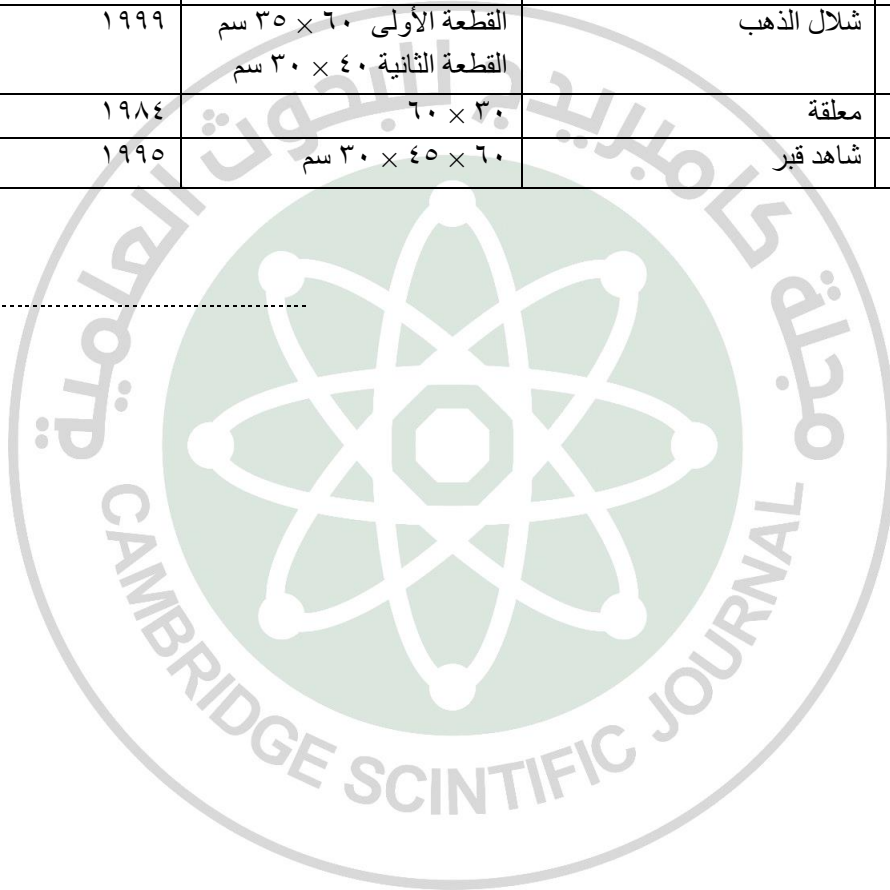 شلال الذهب القطعة الأولى ٦٠ × ٣٥ سم ١٩٩٩
القطعة الثانية ٤٠ × ٣٠ سم
معلقة ٣٠ × ٦٠ ١٩٨٤
شاهد قبر ٦٠ × ٤٥ × ٣٠ سم ١٩٩٥
مجلة كامبريدج للبحوث العلمية
CAMBRIDGE SCINTIFIC JOURNAL